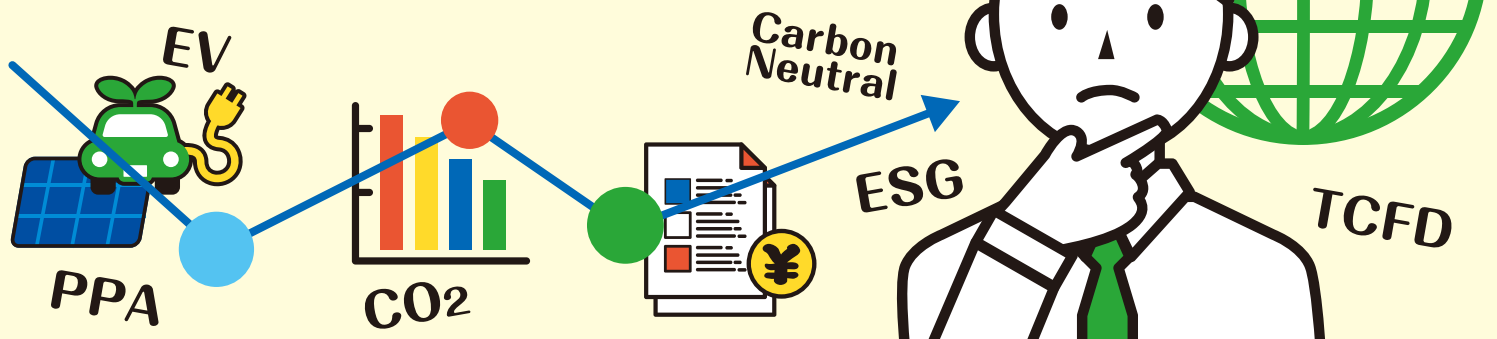 EV
PPA
CO2
¥
Carbon
Neutral
ESG
TCFD